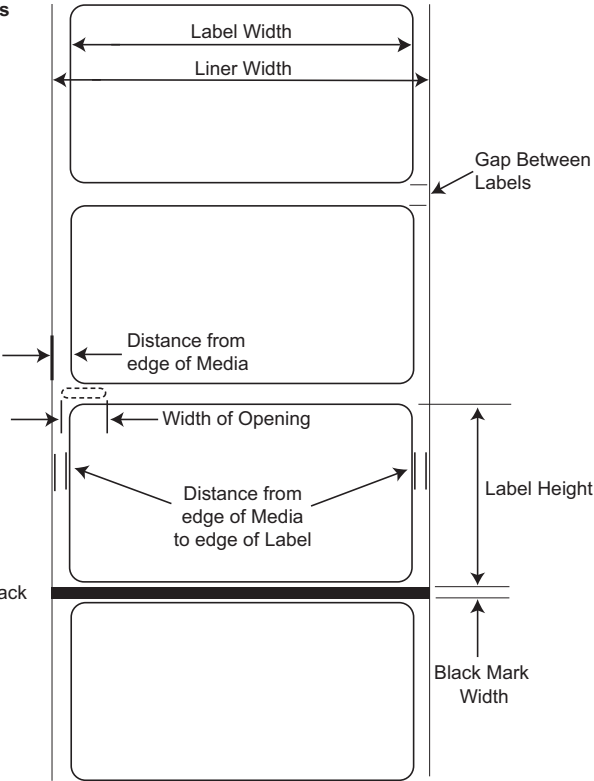 s
Label Width
Liner Width
Gap Between
Labels
Distance from
edge of Media
Width of Opening
Distance from
edge of Media
to edge of Label
Label Height
ack
Black Mark
Width